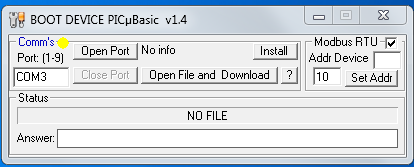 BOOT DEVICE PICµBasic v1.4
Comm's
Port: (1-9)
Open Port
No info
Install
COM3
Close Port
Open File and Download
?
Modbus RTU
Addr Device
10
Set Addr
Status
NO FILE
Answer: